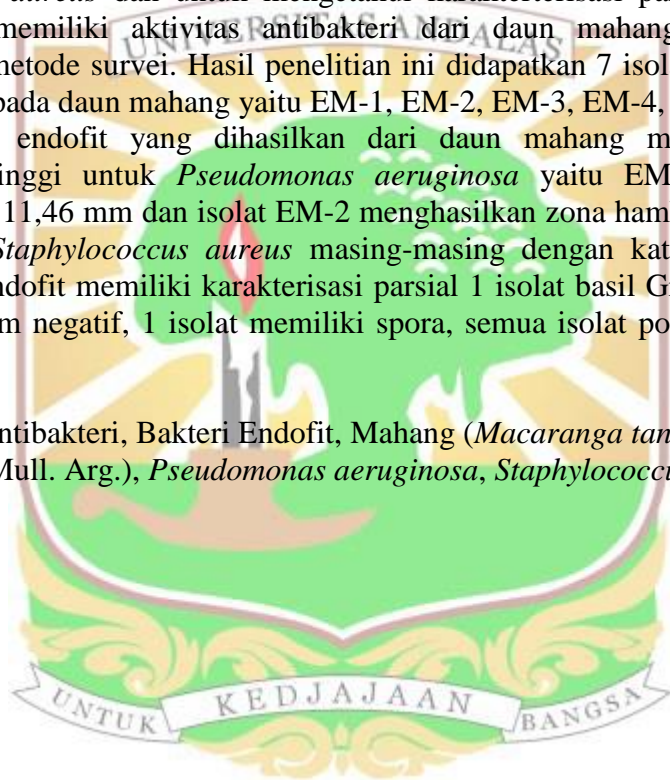 aureus dan untuk mengetahui karakterisasi pa
memiliki aktivitas antibakteri dari daun mahang
UNIVERSITAS ANDALAS
metode survei. Hasil penelitian ini didapatkan 7 isol
pada daun mahang yaitu EM-1, EM-2, EM-3, EM-4,
endofit yang dihasilkan dari daun mahang m
inggi untuk Pseudomonas aeruginosa yaitu EM
11,46 mm dan isolat EM-2 menghasilkan zona ham
Staphylococcus aureus masing-masing dengan kat
ndofit memiliki karakterisasi parsial 1 isolat basil G
m negatif, 1 isolat memiliki spora, semua isolat po
ntibakteri, Bakteri Endofit, Mahang (Macaranga tan
Mull. Arg.), Pseudomonas aeruginosa, Staphylococc
UNTUK KEDJAJAAN BANGSA